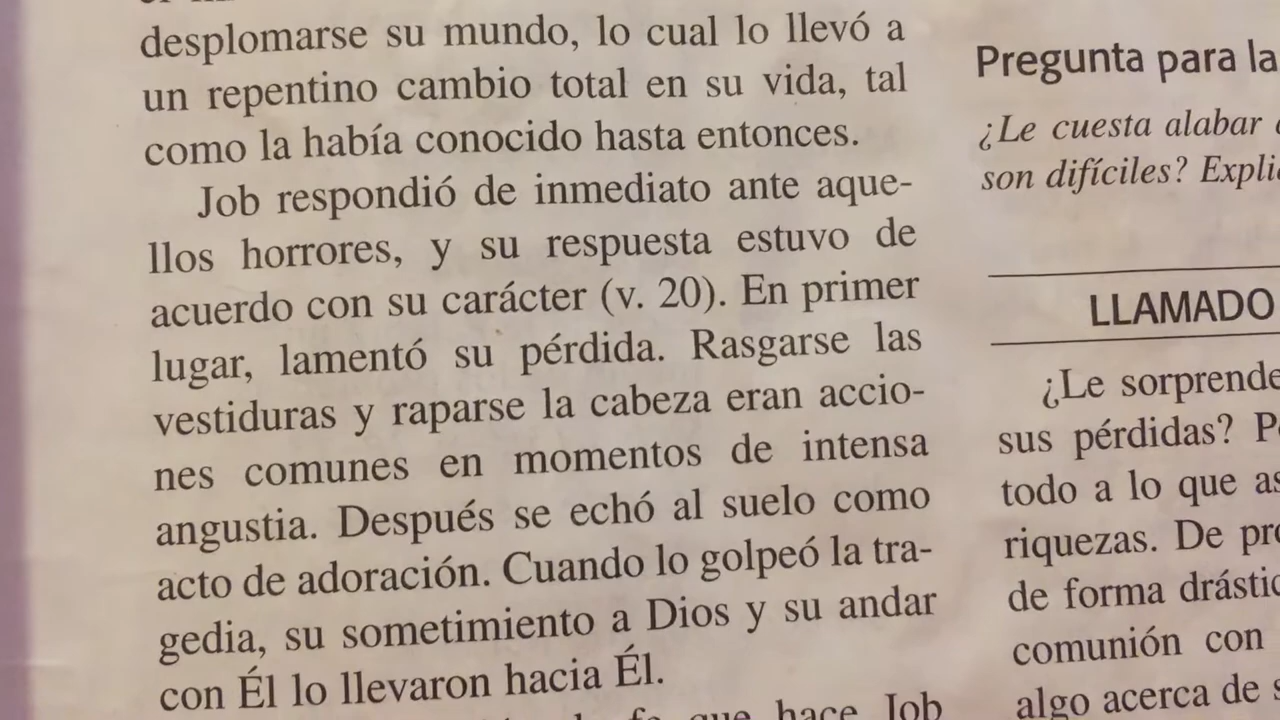 desplomarse su mundo, lo cual lo llevó a
un repentino cambio total en su vida, tal
como la había conocido hasta entonces.
Job respondió de inmediato ante aque-
llos horrores, y su respuesta estuvo de
acuerdo con su carácter (v. 20). En primer
lugar, lamentó su pérdida. Rasgarse las
vestiduras y raparse la cabeza eran accio-
nes comunes en momentos de intensa
angustia. Después se echó al suelo como
acto de adoración. Cuando lo golpeó la tra-
gedia, su sometimiento a Dios y su andar
con Él lo llevaron hacia Él.
que hace Job
Pregunta para la
¿Le cuesta alabar
son difíciles? Expli
LLAMADO
¿Le sorprende
sus pérdidas? P
todo a lo que as
riquezas. De pro
de forma drástic
comunión con
algo acerca de s